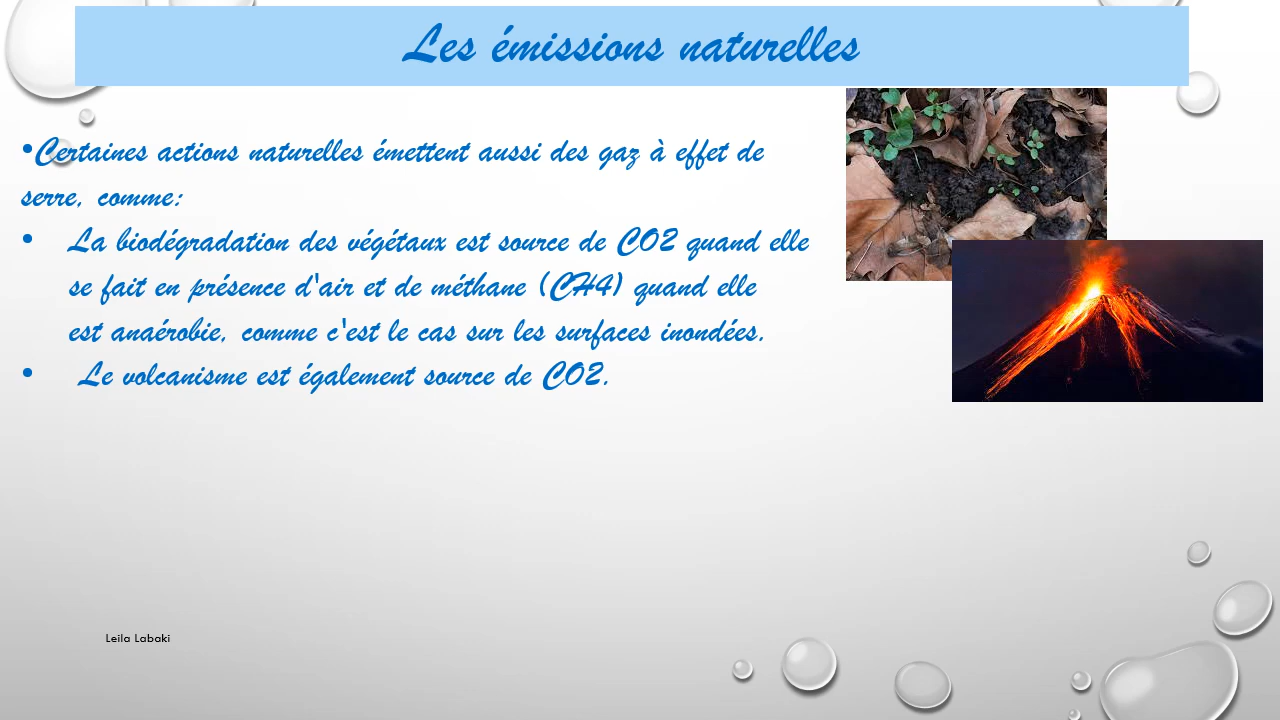 Les émissions naturelles
•Certaines actions naturelles émettent aussi des gaz à effet de
serre, comme:
• La biodégradation des végétaux est source de CO2 quand elle
se fait en présence d'air et de méthane (CH4) quand elle
est anaérobie, comme c'est le cas sur les surfaces inondées.
• Le volcanisme est également source de CO2.
Leila Labaki